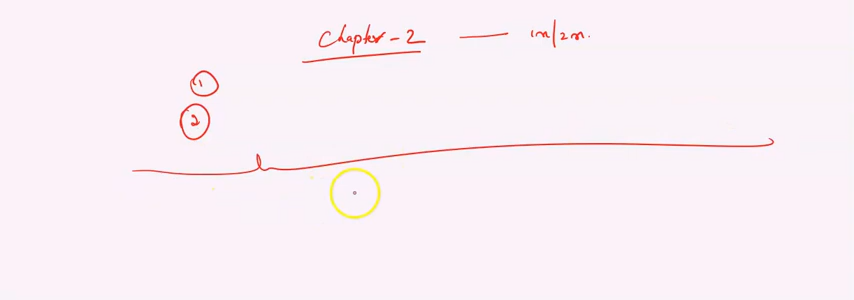 Chapter - 2 — 1m/2m.
1
2